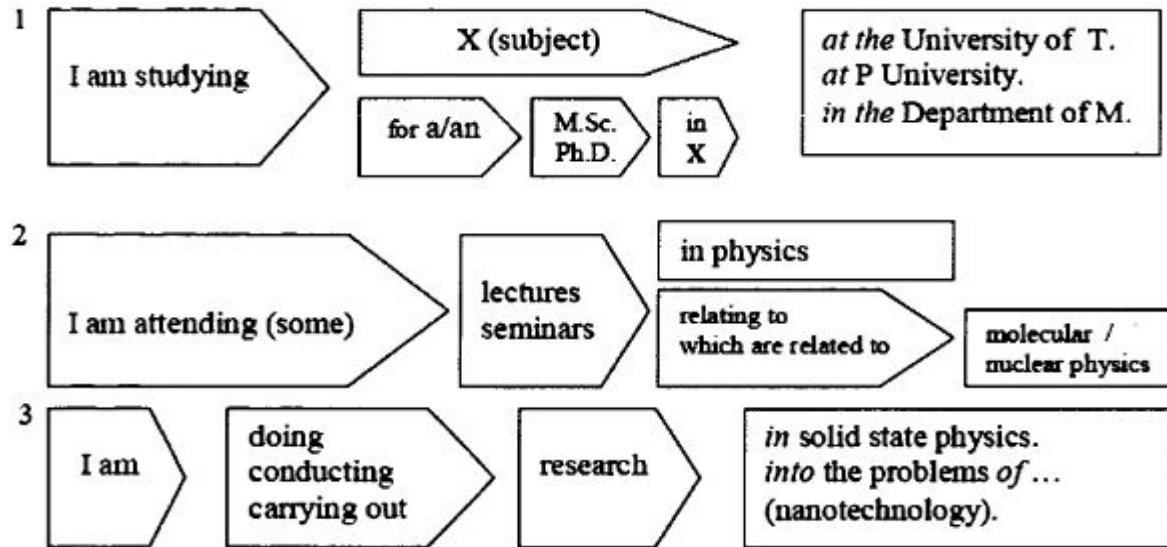 1
I am studying
X (subject)
for a/an
M.Sc.
Ph.D.
in
X
at the University of T.
at P University.
in the Department of M.
2
I am attending (some)
lectures
seminars
in physics
relating to
which are related to
molecular /
nuclear physics
3
I am
doing
conducting
carrying out
research
in solid state physics.
into the problems of ...
(nanotechnology).